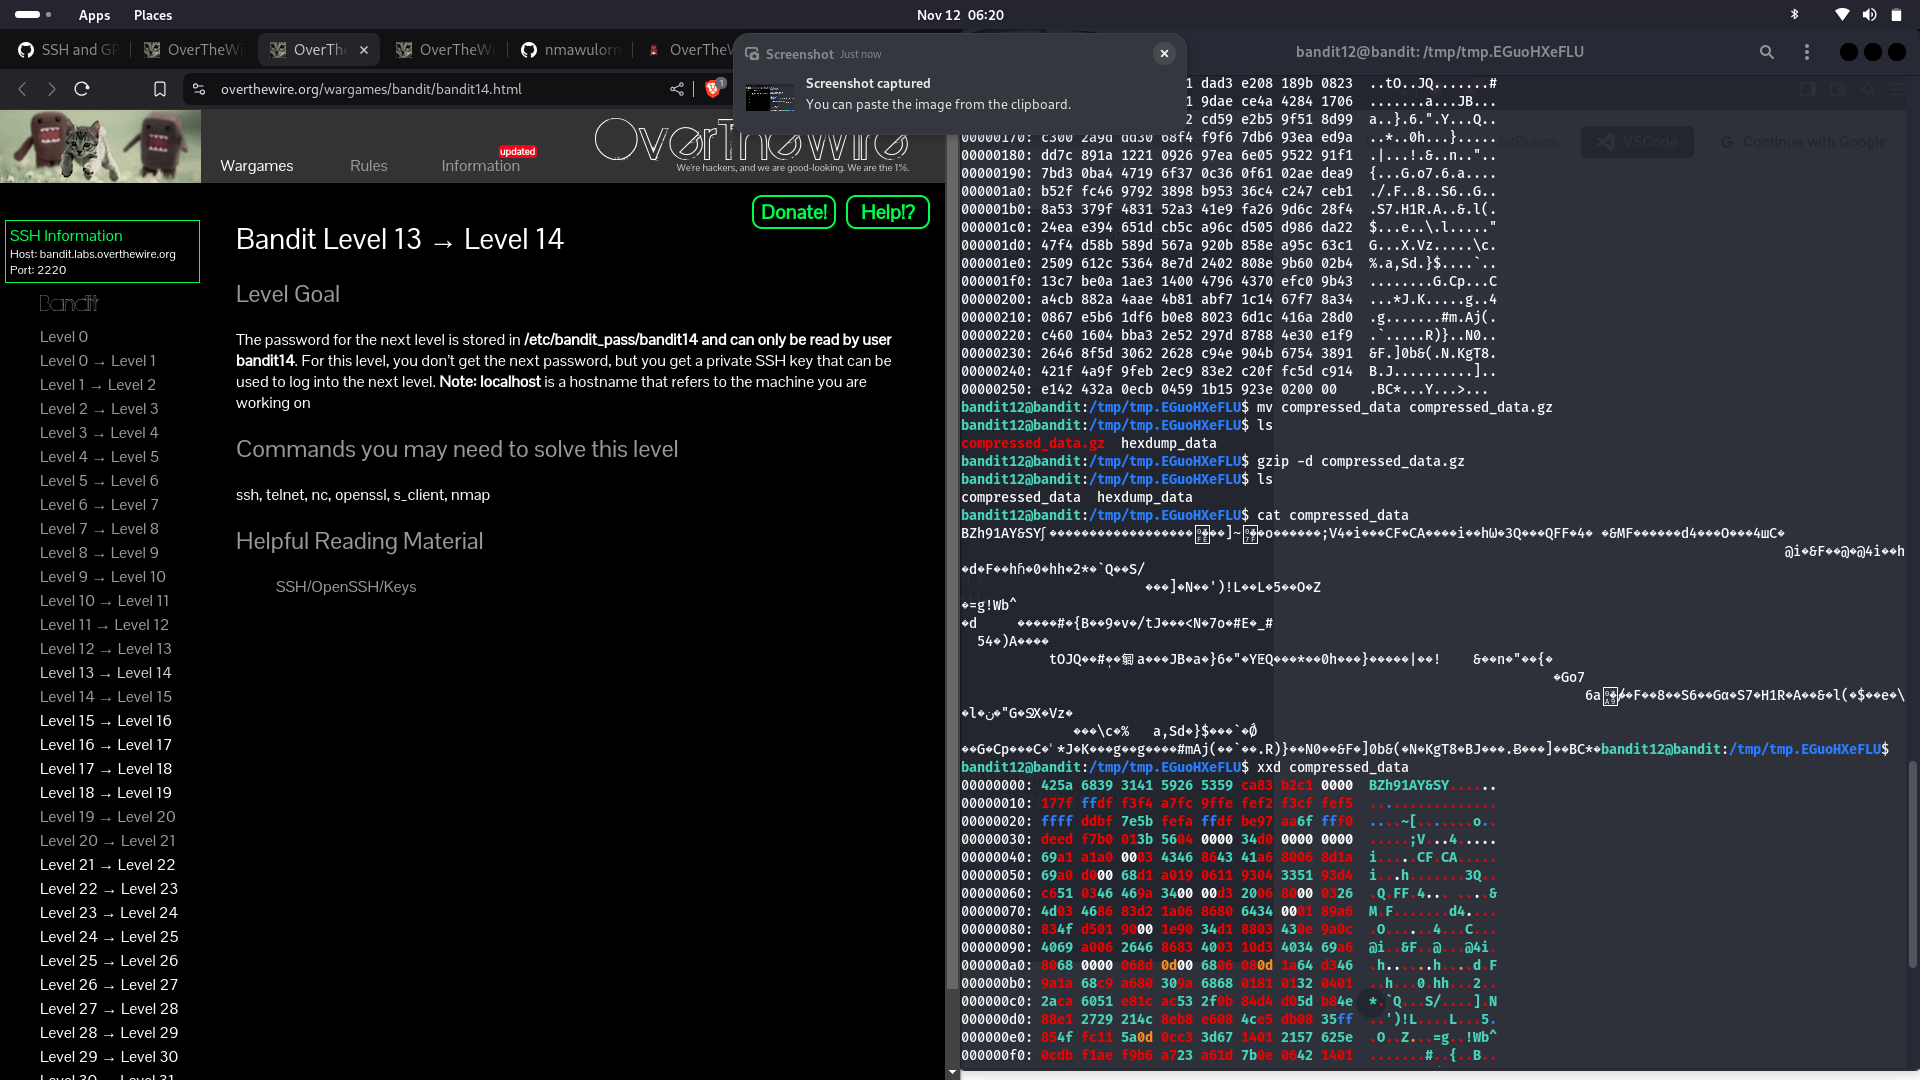 Apps Places
Nov 12 06:20
SSH and GP
OverTheWi
OverThe
OverTheWi
nmawulorm
OverTheW
overthewire.org/wargames/bandit/bandit14.html
1
Screenshot Just now
Screenshot captured
You can paste the image from the clipboard.
OverTheWire
We're hackers, and we are good-looking. We are the 1%.
Wargames
Rules
updated
Information
Donate! Help!?
SSH Information
Host: bandit.labs.overthewire.org
Port: 2220
Bandit
Level 0
Level 0 → Level 1
Level 1 → Level 2
Level 2 → Level 3
Level 3 → Level 4
Level 4 → Level 5
Level 5 → Level 6
Level 6 → Level 7
Level 7 → Level 8
Level 8 → Level 9
Level 9 → Level 10
Level 10 → Level 11
Level 11 → Level 12
Level 12 → Level 13
Level 13 → Level 14
Level 14 → Level 15
Level 15 → Level 16
Level 16 → Level 17
Level 17 → Level 18
Level 18 → Level 19
Level 19 → Level 20
Level 20 → Level 21
Level 21 → Level 22
Level 22 → Level 23
Level 23 → Level 24
Level 24 → Level 25
Level 25 → Level 26
Level 26 → Level 27
Level 27 → Level 28
Level 28 → Level 29
Level 29 → Level 30
Bandit Level 13 → Level 14
Level Goal
The password for the next level is stored in /etc/bandit_pass/bandit14 and can only be read by user
bandit14. For this level, you don't get the next password, but you get a private SSH key that can be
used to log into the next level. Note: localhost is a hostname that refers to the machine you are
working on
Commands you may need to solve this level
ssh, telnet, nc, openssl, s_client, nmap
Helpful Reading Material
SSH/OpenSSH/Keys
bandit12@bandit: /tmp/tmp.EGuoHXeFLU
JetBrains
VSCode
Continue with Google
1 dad3 e208 189b 0823 ..tO..JQ.......#
1 9dae ce4a 4284 1706 .......a...JB...
2 cd59 e2b5 9f51 8d99 a..}.6.".Y...Q..
00000170: c300 2a9d dd30 68f4 f9f6 7db6 93ea ed9a ..*..0h...}.....
00000180: dd7c 891a 1221 0926 97ea 6e05 9522 91f1 .|...!.&..n.."..
00000190: 7bd3 0ba4 4719 6f37 0c36 0f61 02ae dea9 {...G.o7.6.a....
000001a0: b52f fc46 9792 3898 b953 36c4 c247 ceb1 ./.F..8..S6..G..
000001b0: 8a53 379f 4831 52a3 41e9 fa26 9d6c 28f4 .S7.H1R.A..&.l(.
000001c0: 24ea e394 651d cb5c a96c d505 d986 da22 $...e..\.l....."
000001d0: 47f4 d58b 589d 567a 920b 858e a95c 63c1 G...X.Vz.....\c.
000001e0: 2509 612c 5364 8e7d 2402 808e 9b60 02b4 %.a,Sd.}$....`..
000001f0: 13c7 be0a 1ae3 1400 4796 4370 efc0 9b43 ........G.Cp...C
00000200: a4cb 882a 4aae 4b81 abf7 1c14 67f7 8a34 ...*J.K.....g..4
00000210: 0867 e5b6 1df6 b0e8 8023 6d1c 416a 28d0 .g.......#m.Aj(.
00000220: c460 1604 bba3 2e52 297d 8788 4e30 e1f9 .`.....R)}..N0..
00000230: 2646 8f5d 3062 2628 c94e 904b 6754 3891 &F.]0b&(.N.KgT8.
00000240: 421f 4a9f 9feb 2ec9 83e2 c20f fc5d c914 B.J..........]..
00000250: e142 432a 0ecb 0459 1b15 923e 0200 00 .BC*...Y...>...
bandit12@bandit:/tmp/tmp.EGuoHXeFLU$ mv compressed_data compressed_data.gz
bandit12@bandit:/tmp/tmp.EGuoHXeFLU$ ls
compressed_data.gz hexdump_data
bandit12@bandit:/tmp/tmp.EGuoHXeFLU$ gzip -d compressed_data.gz
bandit12@bandit:/tmp/tmp.EGuoHXeFLU$ ls
compressed_data hexdump_data
bandit12@bandit:/tmp/tmp.EGuoHXeFLU$ cat compressed_data
bandit12@bandit:/tmp/tmp.EGuoHXeFLU$
bandit12@bandit:/tmp/tmp.EGuoHXeFLU$ xxd compressed_data
00000000: 425a 6839 3141 5926 5359 ca83 b2c1 0000 BZh91AY&SY......
00000010: 177f ffdf f3f4 a7fc 9ffe fef2 f3cf fef5 ................
00000020: ffff ddbf 7e5b fefa ffdf be97 aa6f fff0 ....~[.......o..
00000030: deed f7b0 013b 5604 0000 34d0 0000 0000 .....;V...4.....
00000040: 69a1 a1a0 0003 4346 8643 41a6 8006 8d1a i.....CF.CA.....
00000050: 69a0 d000 68d1 a019 0611 9304 3351 93d4 i...h.......3Q..
00000060: c651 0346 469a 3400 00d3 2006 8000 0326 .Q.FF.4... ....&
00000070: 4d03 4686 83d2 1a06 8680 6434 0001 89a6 M.F.......d4....
00000080: 834f d501 9000 1e90 34d1 8803 430e 9a0c .O......4...C...
00000090: 4069 a006 2646 8683 4003 10d3 4034 69a6 @i..&F..@...@4i.
000000a0: 8068 0000 068d 0d00 6806 080d 1a64 d346 .h......h....d.F
000000b0: 9a1a 68c9 a680 309a 6868 0181 0132 0401 ..h...0.hh...2..
000000c0: 2aca 6051 e81c ac53 2f0b 84d4 d05d b84e *.`Q...S/....].N
000000d0: 88e1 2729 214c 8eb8 e608 4ce5 db08 35ff ..')!L....L...5.
000000e0: 854f fc11 5a0d 0cc3 3d67 1401 2157 625e .O..Z...=g..!Wb^
000000f0: 0cdb f1ae f9b6 a723 a61d 7b0e 0642 1401 .......#..{..B..